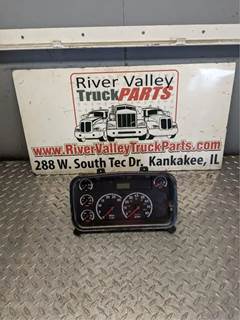 River Valley
TruckPARTS
www.RiverValleyTruckParts.com
288 W. South Tec Dr. Kankakee, IL